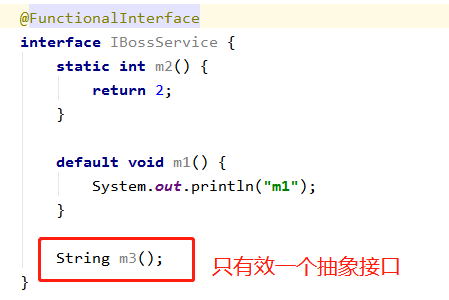 @FunctionalInterface
interface IBossService {
    static int m2() {
        return 2;
    }
    default void m1() {
        System.out.println("m1");
    }
    String m3();
只有效一个抽象接口
}